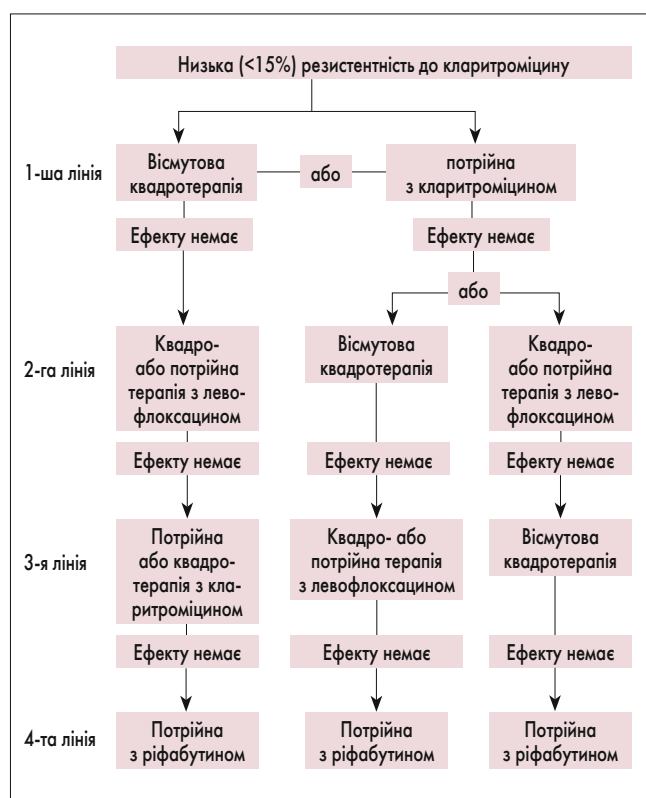 Низька (<15%) резистентність до кларитроміцину
1-ша лінія
Вісмутова
квадротерапія
або
потрійна
з кларитроміцином
Ефекту немає
Ефекту немає
або
2-га лінія
Квадро-
або потрійна
терапія з лево-
флоксацином
Вісмутова
квадротерапія
Квадро-
або потрійна
терапія з лево-
флоксацином
Ефекту немає
Ефекту немає
Ефекту немає
3-я лінія
Потрійна
або квадро-
терапія з кла-
ритроміцином
Квадро- або
потрійна терапія
з левофлоксацином
Вісмутова
квадротерапія
Ефекту немає
Ефекту немає
Ефекту немає
4-та лінія
Потрійна
з ріфабутином
Потрійна
з ріфабутином
Потрійна
з ріфабутином